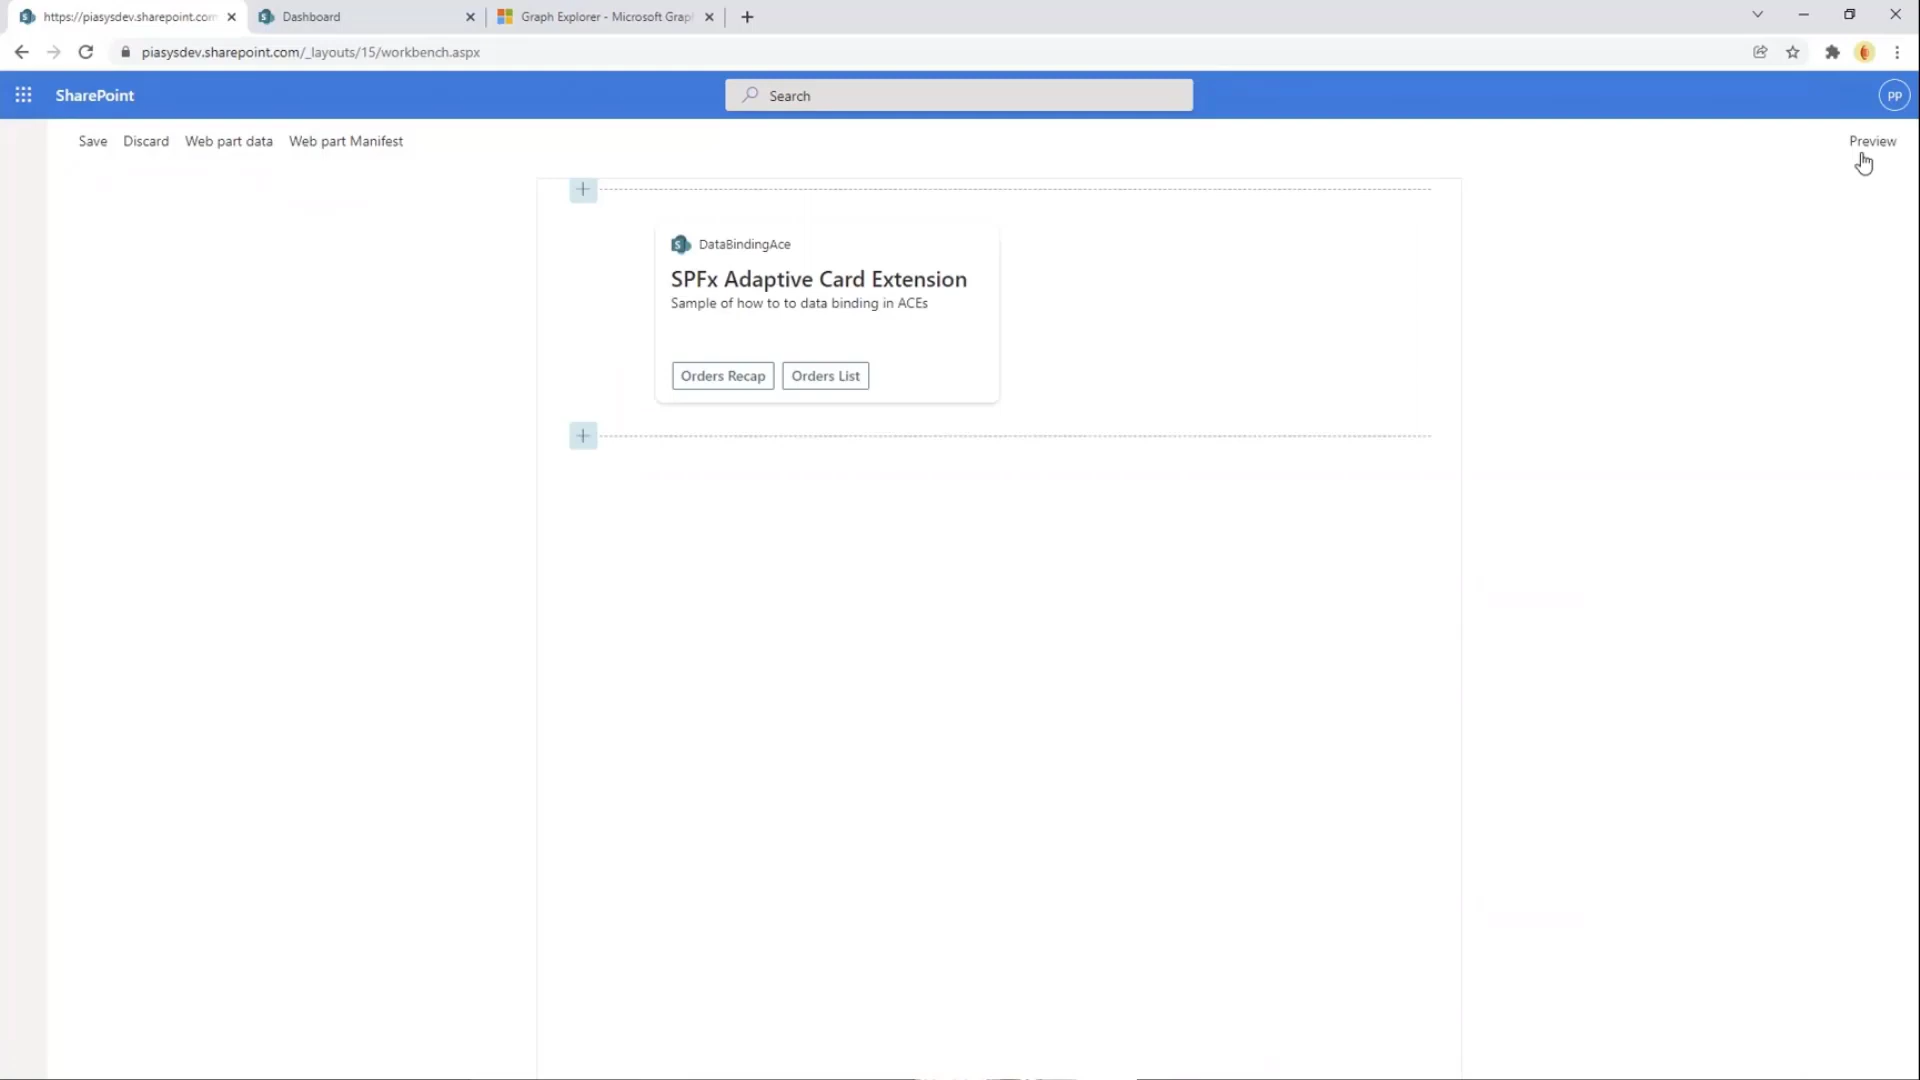 https://piasysdev.sharepoint.com
Dashboard
Graph Explorer - Microsoft Grap
piasysdev.sharepoint.com/_layouts/15/workbench.aspx
SharePoint
Search
PP
Save
Discard
Web part data
Web part Manifest
Preview
S
DataBindingAce
SPFx Adaptive Card Extension
Sample of how to to data binding in ACEs
Orders Recap
Orders List